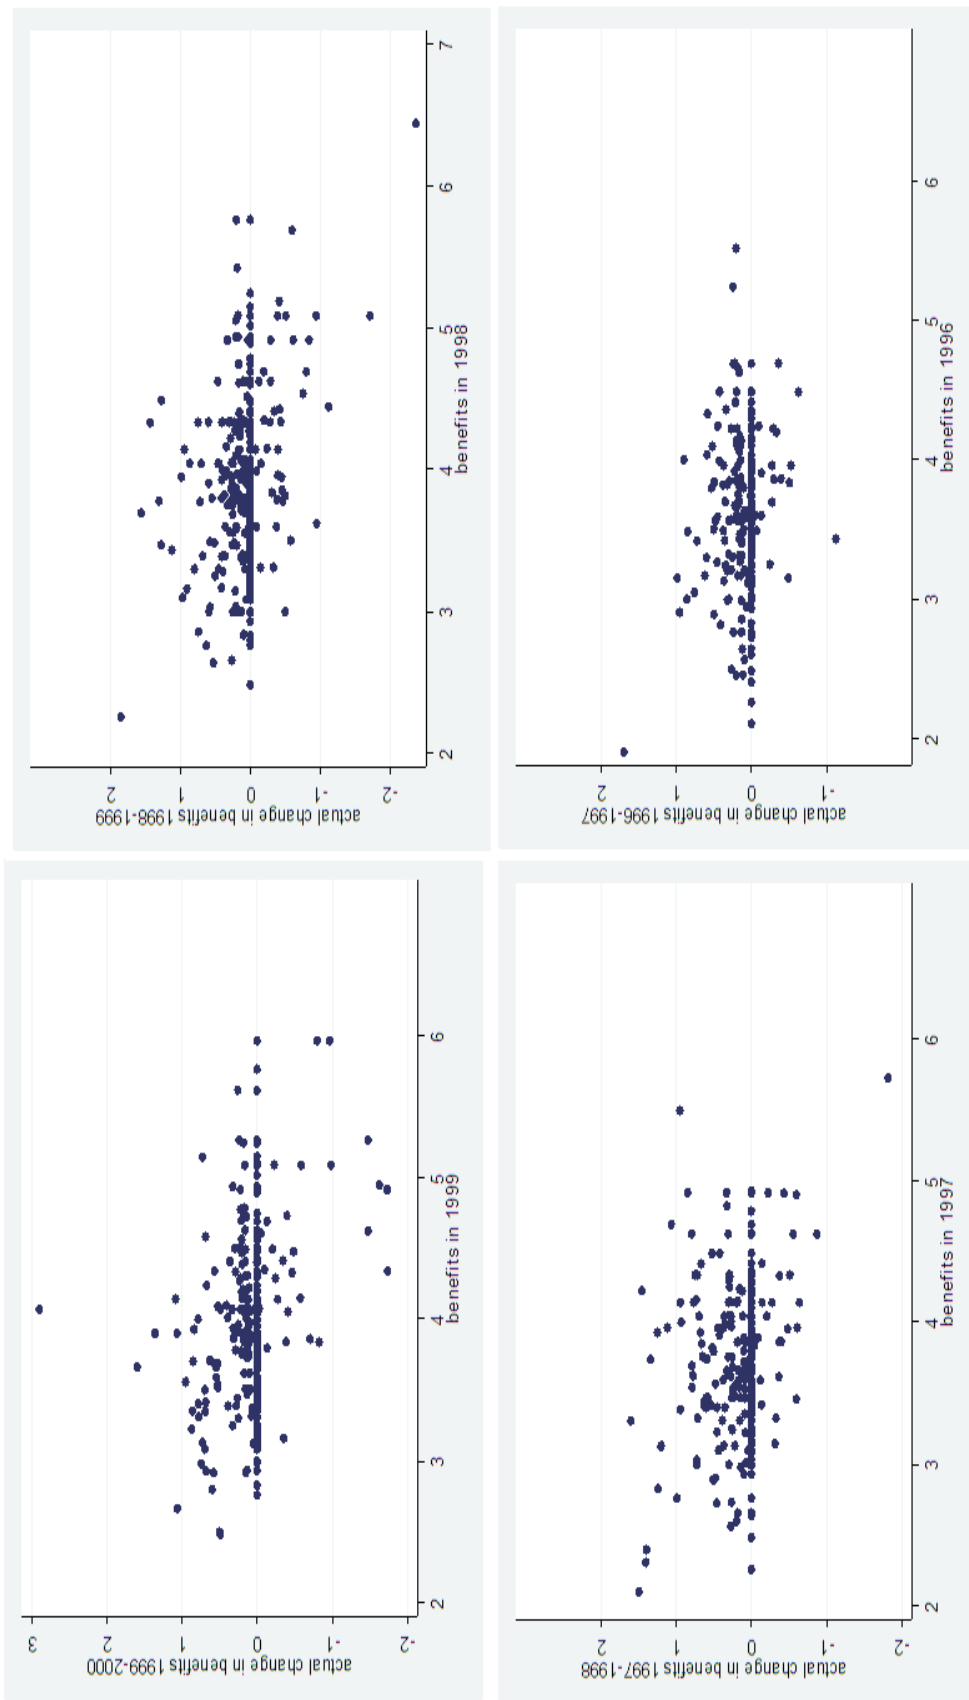 actual change in benefits 1999-2000
3
2
1
0
-1
-2
2 3 4 5 6
benefits in 1999
actual change in benefits 1998-1999
2
1
0
-1
-2
2 3 4 5 6 7
benefits in 1998
actual change in benefits 1997-1998
2
1
0
-1
-2
2 3 4 5 6
benefits in 1997
actual change in benefits 1996-1997
2
1
0
-1
2 3 4 5 6
benefits in 1996